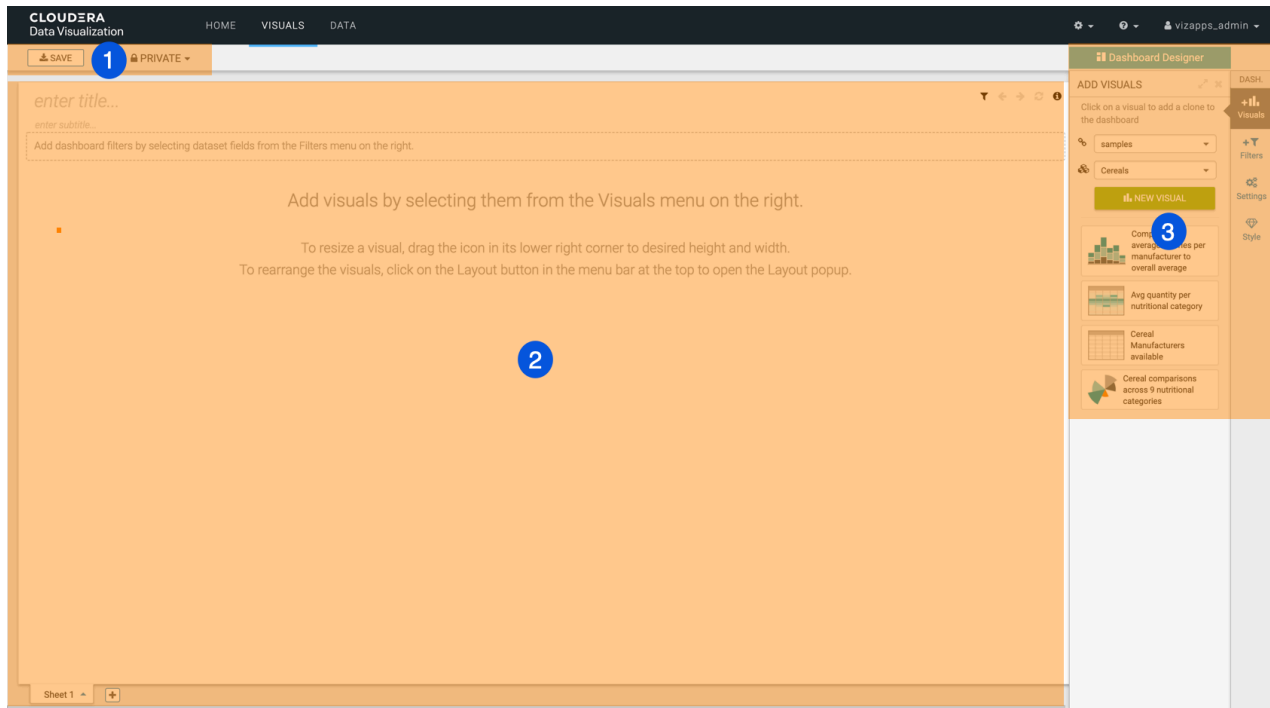 CLOUDERA
Data Visualization
HOME
VISUALS
DATA
vizapps_admin
SAVE
1
PRIVATE
Dashboard Designer
enter title...
enter subtitle...
Add dashboard filters by selecting dataset fields from the Filters menu on the right.
Add visuals by selecting them from the Visuals menu on the right.
To resize a visual, drag the icon in its lower right corner to desired height and width.
To rearrange the visuals, click on the Layout button in the menu bar at the top to open the Layout popup.
2
Sheet 1
ADD VISUALS
Click on a visual to add a clone to
the dashboard
samples
Cereals
NEW VISUAL
3
average per
manufacturer to
overall average
Avg quantity per
nutritional category
Cereal
Manufacturers
available
Cereal comparisons
across 9 nutritional
categories
DASH.
Visuals
Filters
Settings
Style